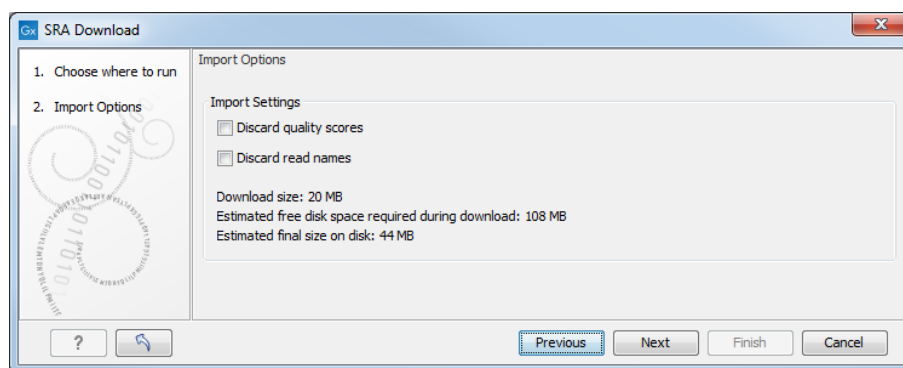 Gx SRA Download
X
1. Choose where to run
2. Import Options
Import Options
Import Settings
Discard quality scores
Discard read names
Download size: 20 MB
Estimated free disk space required during download: 108 MB
Estimated final size on disk: 44 MB
?
Previous
Next
Finish
Cancel